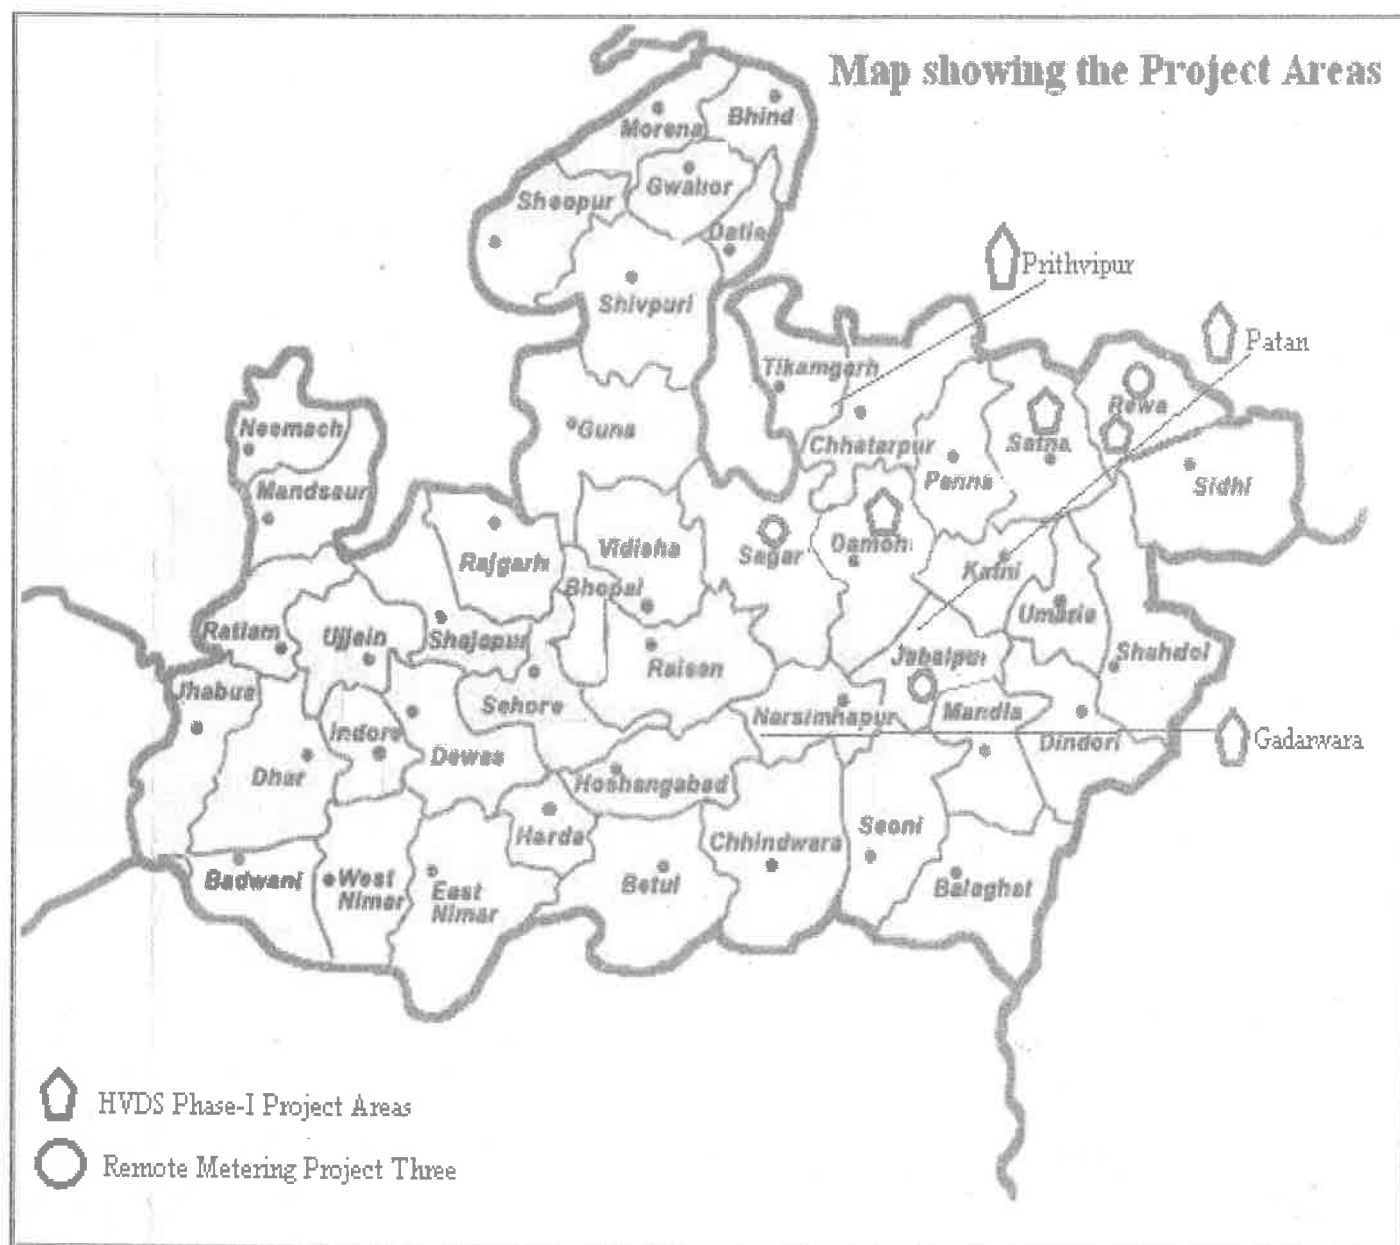 Map showing the Project Areas
Morena
Bhind
Gwalior
Sheopur
Datia
Shivpuri
Prithvipur
Patan
Tikamgarh
Rewa
Neemach
Guna
Chhatarpur
Satna
Panna
Sidhi
Mandsaur
Rajgarh
Vidisha
Sagar
Damoh
Katni
Bhopal
Umaria
Ratlam
Ujjain
Shajapur
Raisen
Jabalpur
Shahdol
Jhabua
Sehore
Narsimhapur
Mandla
Indore
Dewas
Dindori
Gadarwara
Dhar
Hoshangabad
Harda
Chhindwara
Seoni
Badwani
West
Nimar
East
Nimar
Betul
Balaghat
HVDS Phase-I Project Areas
Remote Metering Project Three